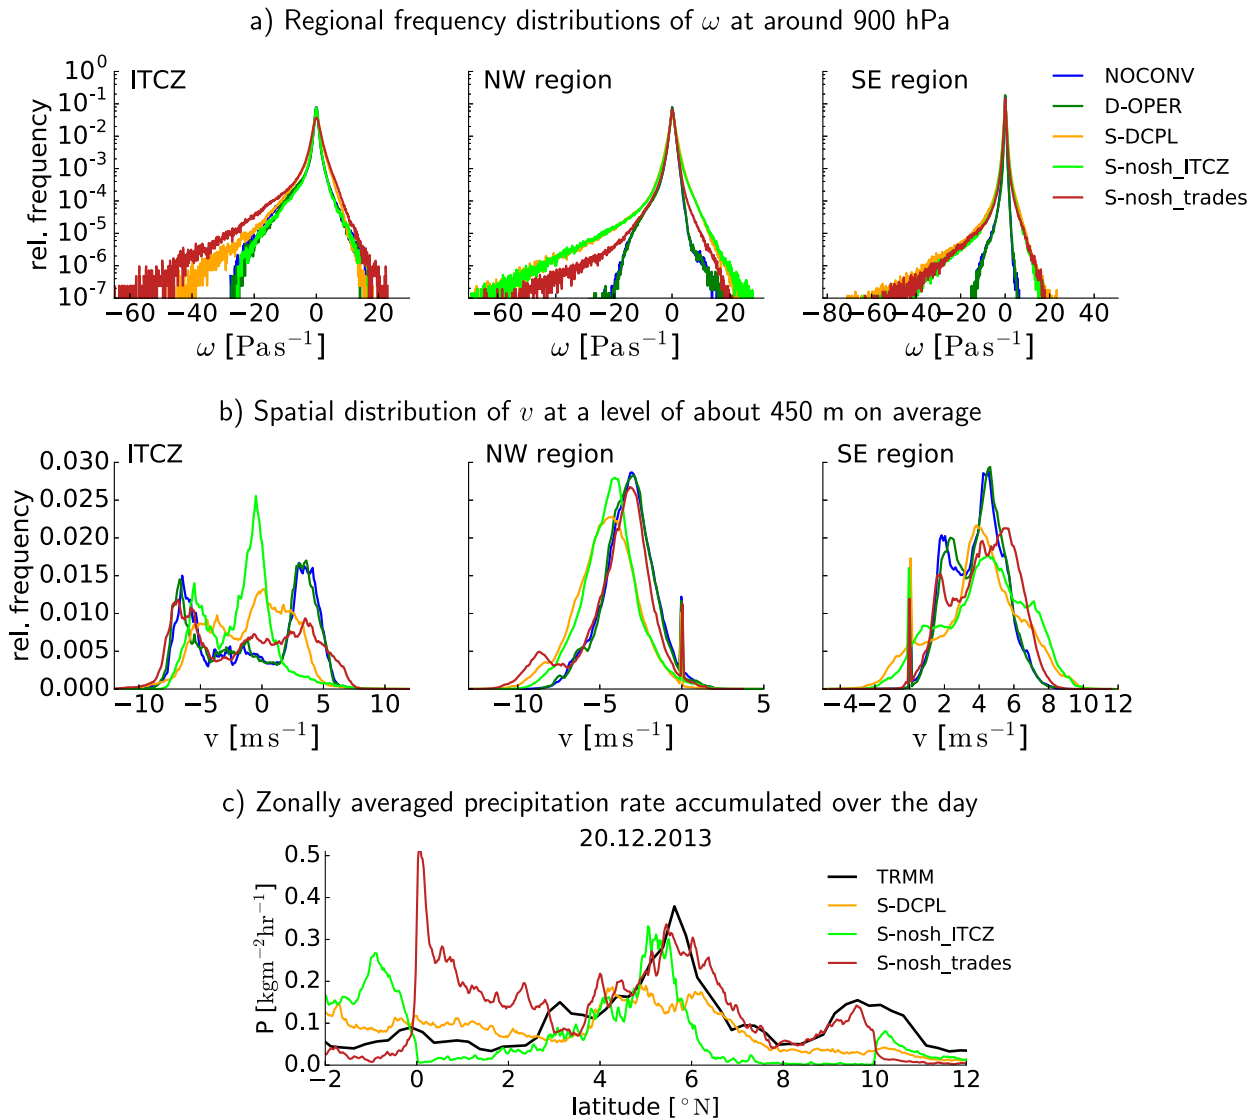 a) Regional frequency distributions of ω at around 900 hPa
ITCZ
NW region
SE region
NOCONV
D-OPER
S-DCPL
S-nosh_ITCZ
S-nosh_trades
rel. frequency
10^0
10^-1
10^-2
10^-3
10^-4
10^-5
10^-6
10^-7
−60 −40 −20 0 20
−60 −40 −20 0 20
−80 −60 −40 −20 0 20 40
ω [Pa s^-1]
ω [Pa s^-1]
ω [Pa s^-1]
b) Spatial distribution of v at a level of about 450 m on average
ITCZ
NW region
SE region
rel. frequency
0.030
0.025
0.020
0.015
0.010
0.005
0.000
−10 −5 0 5 10
−10 −5 0 5
−4 −2 0 2 4 6 8 10 12
v [m s^-1]
v [m s^-1]
v [m s^-1]
c) Zonally averaged precipitation rate accumulated over the day
20.12.2013
P [kgm^-2hr^-1]
0.5
0.4
0.3
0.2
0.1
0.0
TRMM
S-DCPL
S-nosh_ITCZ
S-nosh_trades
−2 0 2 4 6 8 10 12
latitude [°N]